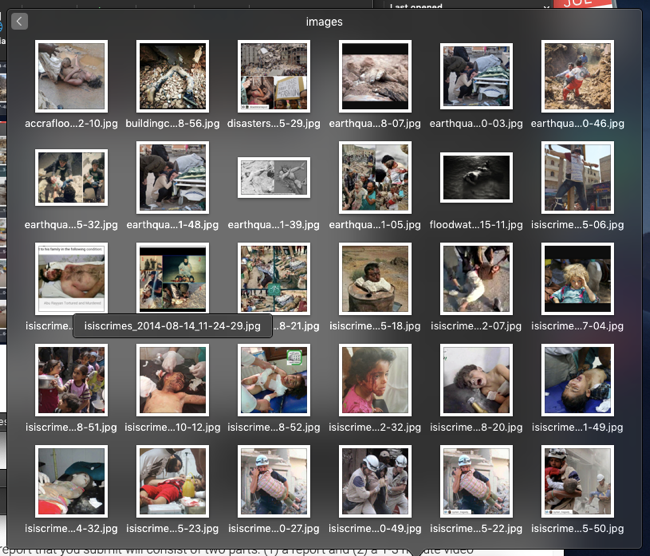 Last opened
JOE
images
accrafloo...2-10.jpg
buildingc...8-56.jpg
disasters...5-29.jpg
earthqua...8-07.jpg
earthqua...0-03.jpg
earthqua...0-46.jpg
earthqua...5-32.jpg
earthqua...1-48.jpg
earthqua...1-39.jpg
earthqua...1-05.jpg
floodwat...15-11.jpg
isiscrime...5-06.jpg
isiscrime.
isiscrimes_2014-08-14_11-24-29.jpg
8-21.jpg
isiscrime...5-18.jpg
isiscrime...2-07.jpg
isiscrime...7-04.jpg
isiscrime...8-51.jpg
isiscrime...10-12.jpg
isiscrime...8-52.jpg
isiscrime...2-32.jpg
isiscrime...8-20.jpg
isiscrime...1-49.jpg
isiscrime...4-32.jpg
isiscrime...5-23.jpg
isiscrime...0-27.jpg
isiscrime...0-49.jpg
isiscrime...5-22.jpg
isiscrime...5-50.jpg
report that you submit will consist of two parts: (1) a report and (2) a 1-3 minute video